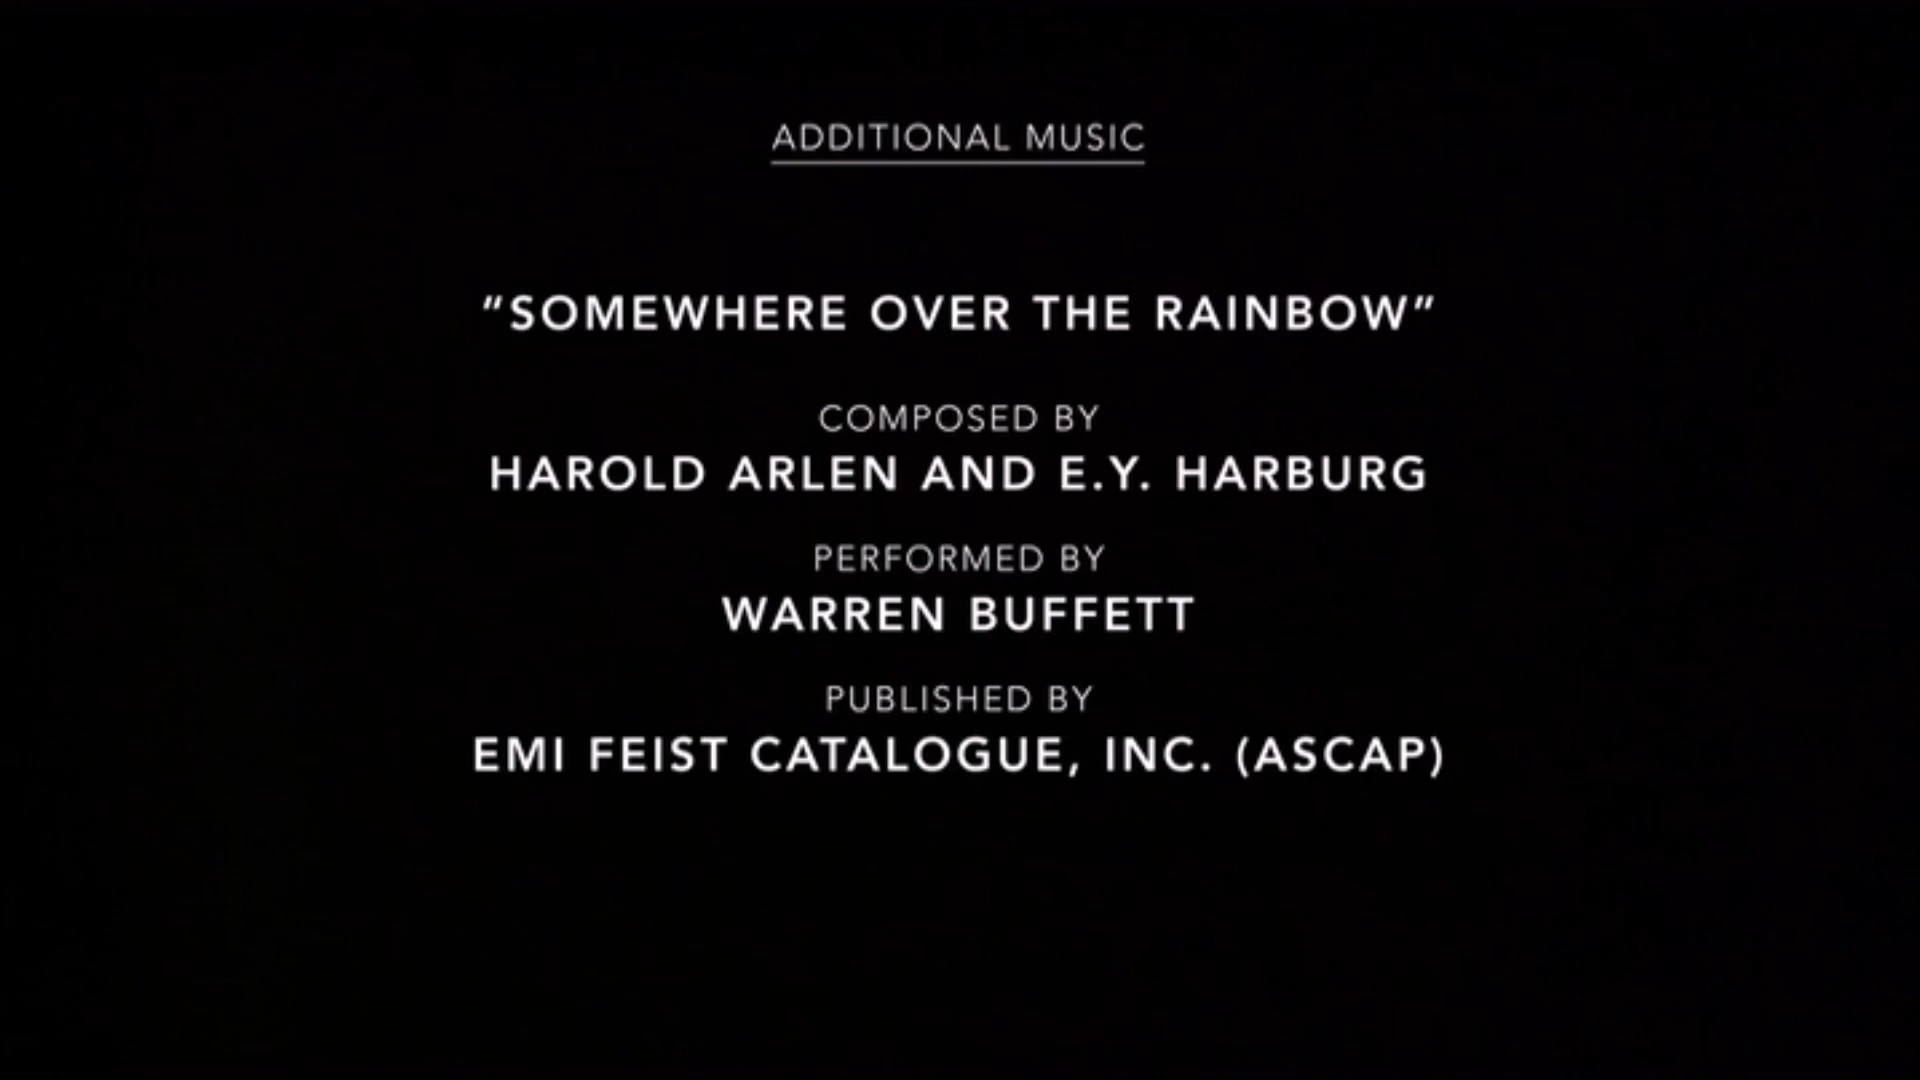 ADDITIONAL MUSIC
“SOMEWHERE OVER THE RAINBOW”
COMPOSED BY
HAROLD ARLEN AND E.Y. HARBURG
PERFORMED BY
WARREN BUFFETT
PUBLISHED BY
EMI FEIST CATALOGUE, INC. (ASCAP)